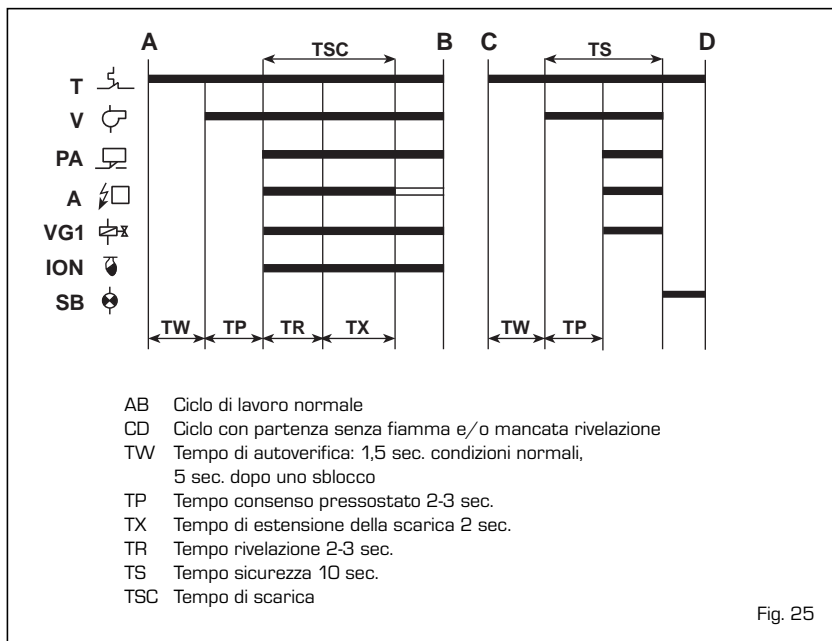 A TSC B C TS D
T
V
PA
A
VG1
ION
SB
TW TP TR TX TW TP
AB Ciclo di lavoro normale
CD Ciclo con partenza senza fiamma e/o mancata rivelazione
TW Tempo di autoverifica: 1,5 sec. condizioni normali,
5 sec. dopo uno sblocco
TP Tempo consenso pressostato 2-3 sec.
TX Tempo di estensione della scarica 2 sec.
TR Tempo rivelazione 2-3 sec.
TS Tempo sicurezza 10 sec.
TSC Tempo di scarica
Fig. 25